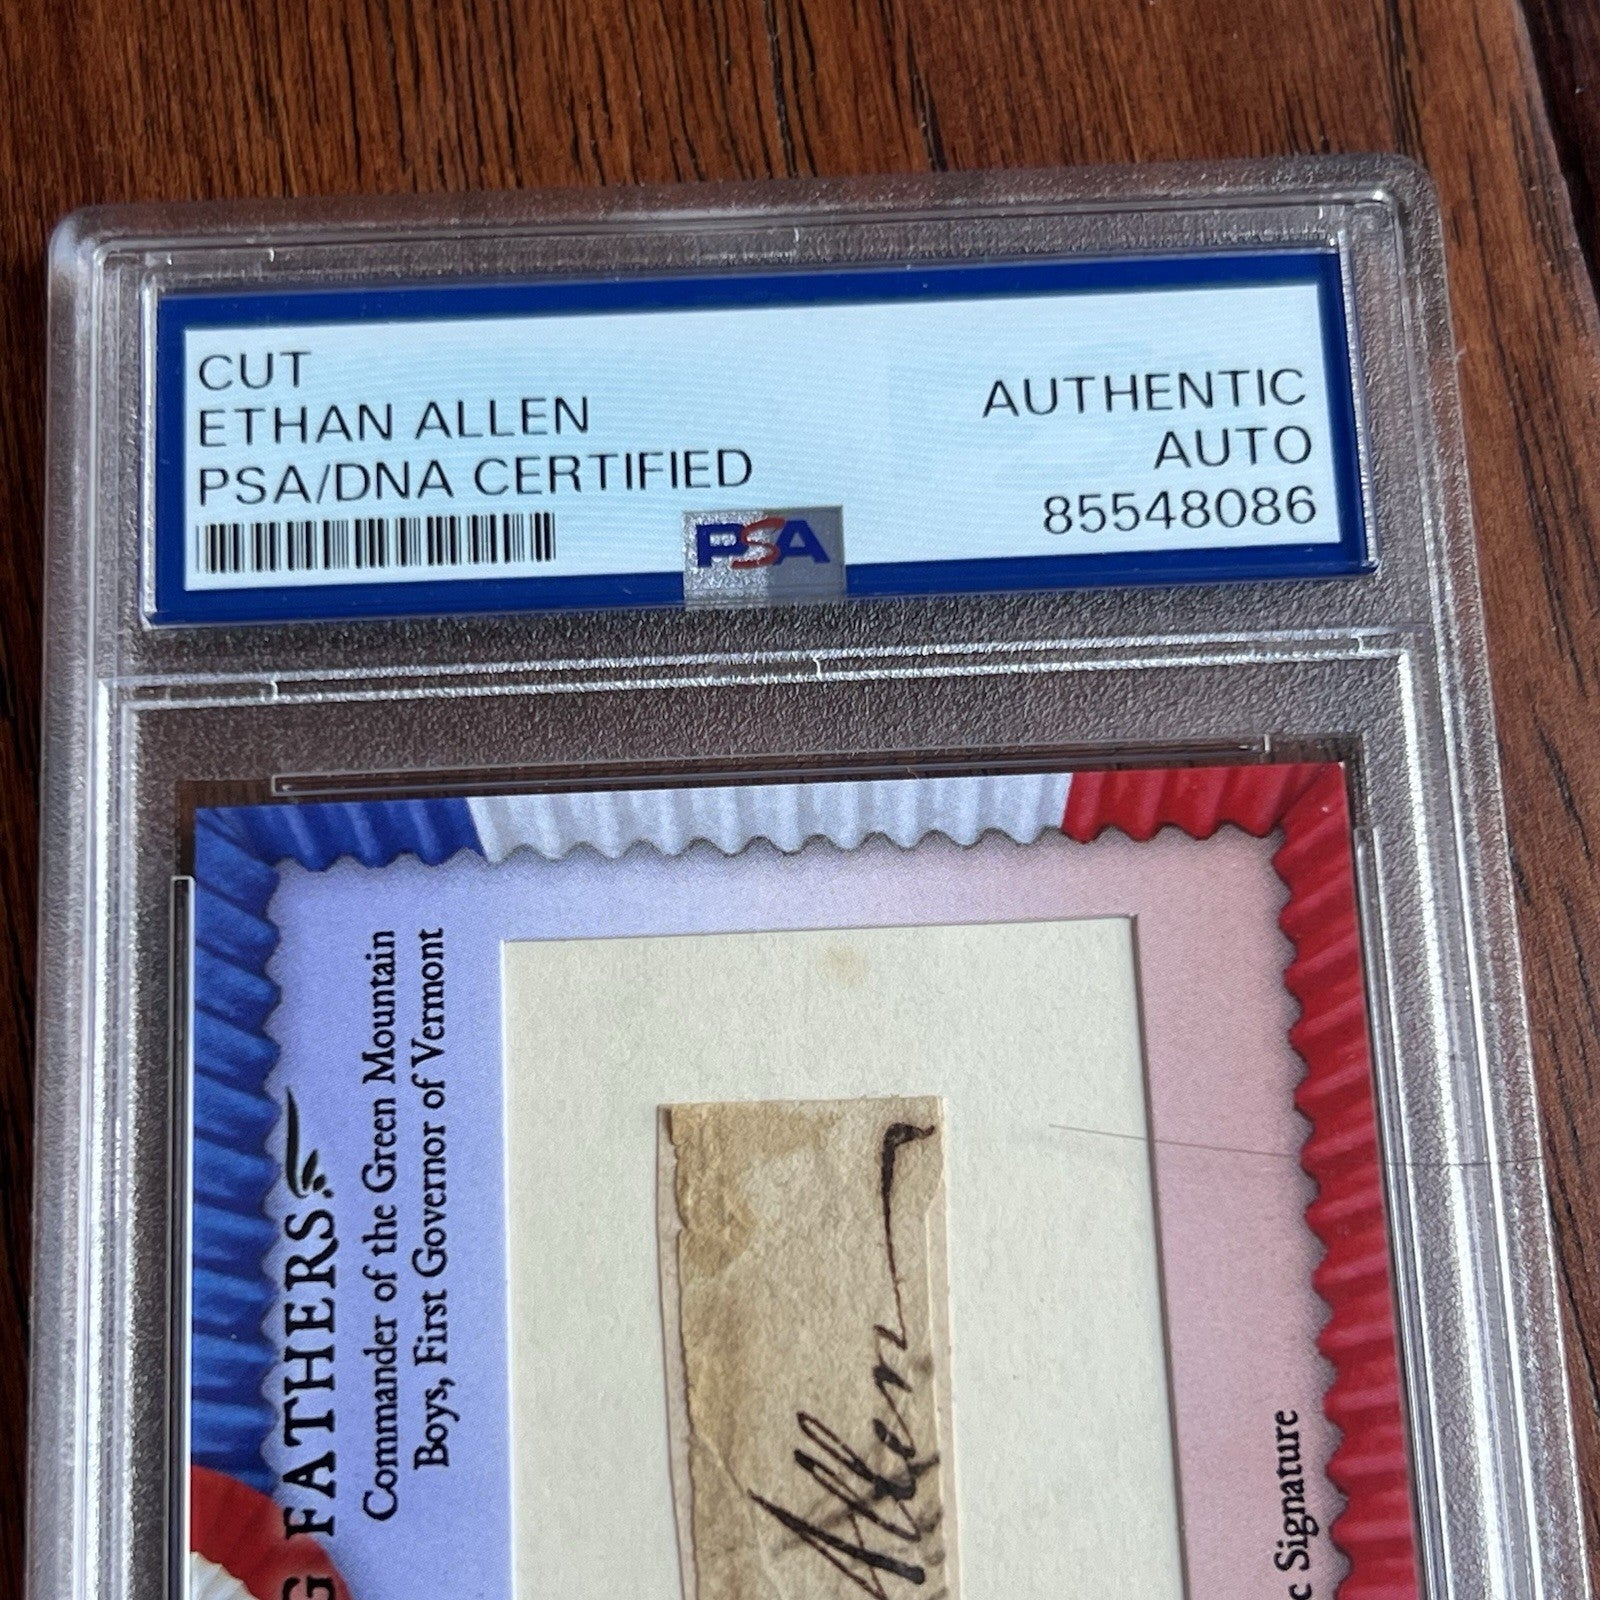 CUT
ETHAN ALLEN
PSA/DNA CERTIFIED
AUTHENTIC
AUTO
85548086
PSA
G FATHERS
Commander of the Green Mountain
Boys, First Governor of Vermont
Allen
c Signature